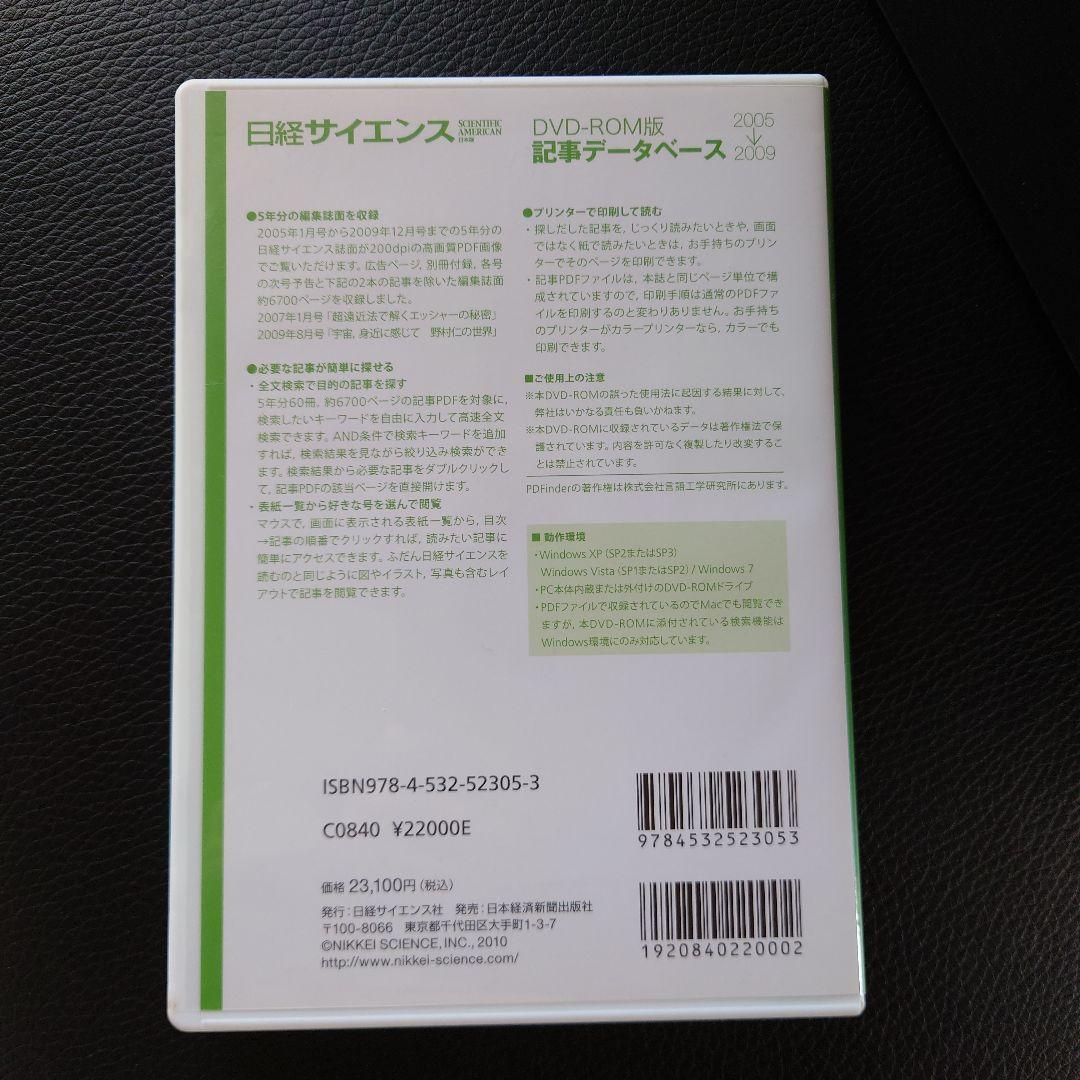 日経サイエンス SCIENTIFIC AMERICAN 日本版
DVD-ROM版
記事データベース
2005
↓
2009
●5年分の編集誌面を収録
2005年1月号から2009年12月号までの5年分の
日経サイエンス誌面が200dpiの高画質PDF画像
でご覧いただけます。広告ページ，別冊付録，各号
の次号予告と下記の2本の記事を除いた編集誌面
約6700ページを収録しました。
2007年1月号「超遠近法で解くエッシャーの秘密」
2009年8月号「宇宙，身近に感じて　野村仁の世界」
●必要な記事が簡単に探せる
・全文検索で目的の記事を探す
5年分60冊，約6700ページの記事PDFを対象に，
検索したいキーワードを自由に入力して高速全文
検索できます。AND条件で検索キーワードを追加
すれば，検索結果を見ながら絞り込み検索ができ
ます。検索結果から必要な記事をダブルクリックし
て，記事PDFの該当ページを直接開けます。
・表紙一覧から好きな号を選んで閲覧
マウスで，画面に表示される表紙一覧から，目次
→記事の順番でクリックすれば，読みたい記事に
簡単にアクセスできます。ふだん日経サイエンスを
読むのと同じように図やイラスト，写真も含むレイ
アウトで記事を閲覧できます。
●プリンターで印刷して読む
・探しだした記事を，じっくり読みたいときや，画面
ではなく紙で読みたいときは，お手持ちのプリン
ターでそのページを印刷できます。
・記事PDFファイルは，本誌と同じページ単位で構
成されていますので，印刷手順は通常のPDFファ
イルを印刷するのと変わりありません。お手持
ちのプリンターがカラープリンターなら，カラーでも
印刷できます。
■ご使用上の注意
※本DVD-ROMの誤った使用法に起因する結果に対して，
弊社はいかなる責任も負いかねます。
※本DVD-ROMに収録されているデータは著作権法で保
護されています。内容を許可なく複製したり改変するこ
とは禁止されています。
PDFinderの著作権は株式会社言語工学研究所にあります。
■ 動作環境
・Windows XP（SP2またはSP3）
Windows Vista（SP1またはSP2）/ Windows 7
・PC本体内蔵または外付けのDVD-ROMドライブ
・PDFファイルで収録されているのでMacでも閲覧でき
ますが，本DVD-ROMに添付されている検索機能は
Windows環境にのみ対応しています。
ISBN978-4-532-52305-3
C0840 ¥22000E
9784532523053
価格 23,100円（税込）
発行：日経サイエンス社　発売：日本経済新聞出版社
〒100-8066　東京都千代田区大手町1-3-7
©NIKKEI SCIENCE, INC., 2010
http://www.nikkei-science.com/
1920840220002